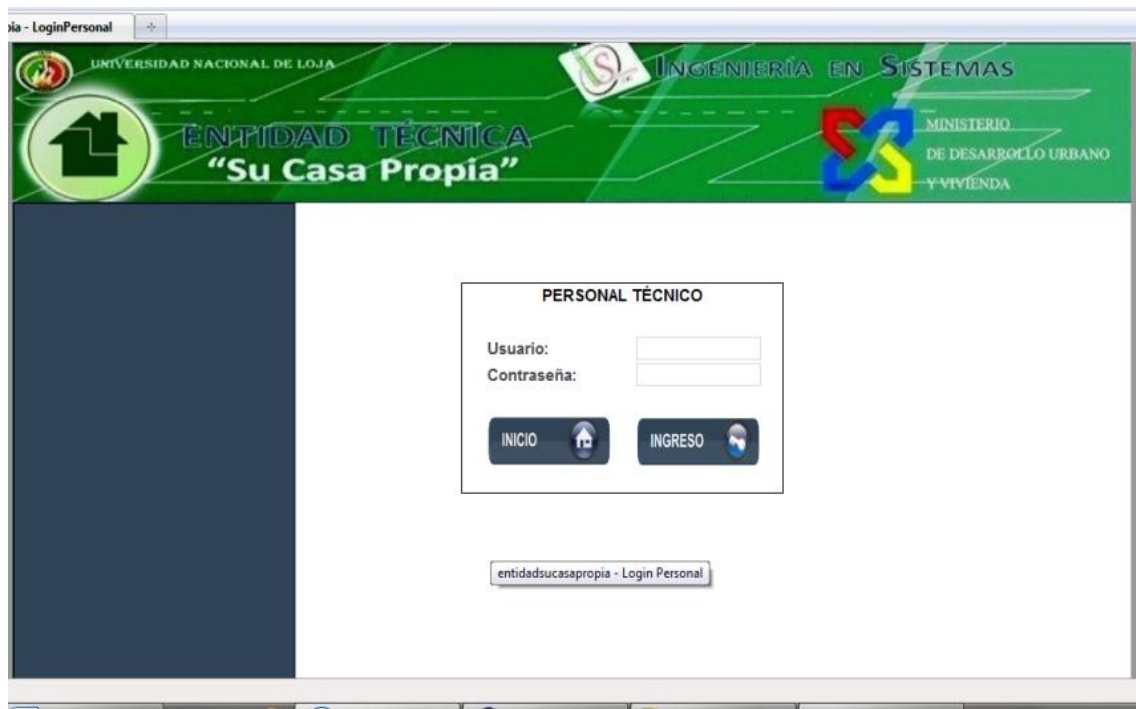 pia - LoginPersonal
UNIVERSIDAD NACIONAL DE LOJA
INGENIERÍA EN SISTEMAS
ENTIDAD TÉCNICA
“Su Casa Propia”
MINISTERIO
DE DESARROLLO URBANO
Y VIVIENDA
PERSONAL TÉCNICO
Usuario:
Contraseña:
INICIO
INGRESO
entidadsucasapropia - Login Personal